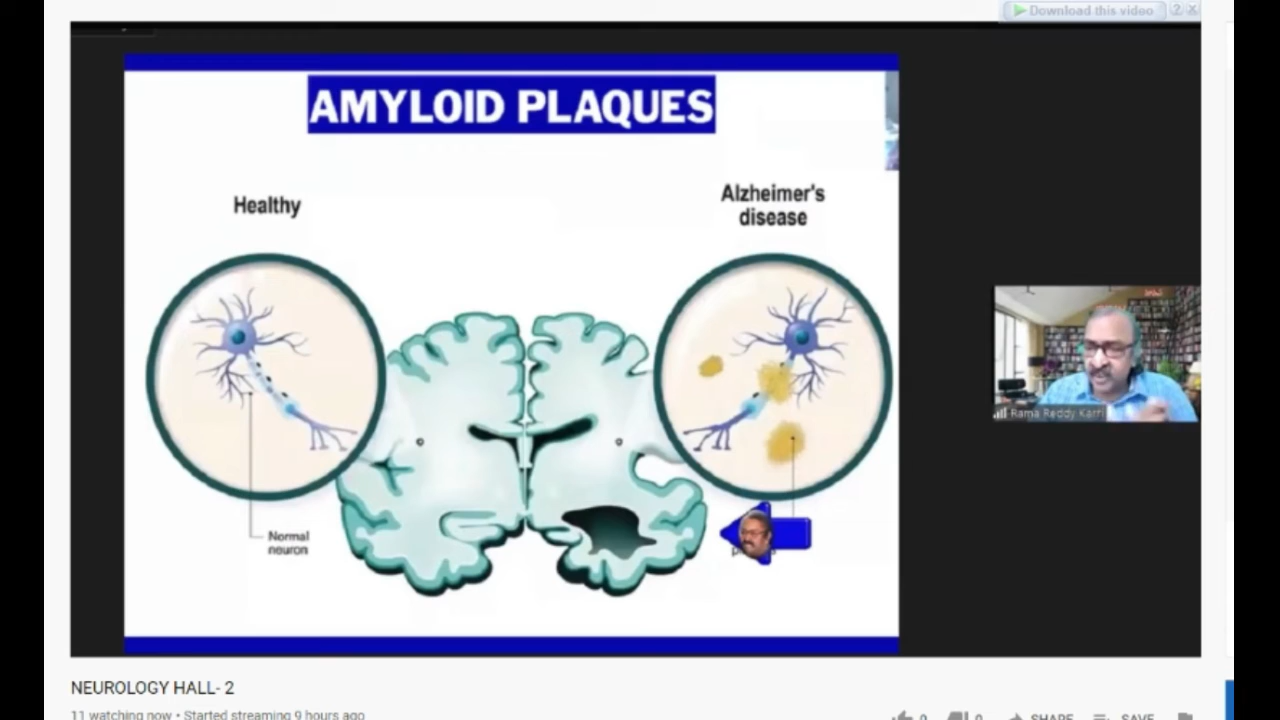 Download this video ? X
AMYLOID PLAQUES
Healthy
Alzheimer's
disease
Normal
neuron
Rama Reddy Karri
NEUROLOGY HALL- 2
11 watching now • Started streaming 9 hours ago
0
0
SHARE
SAVE